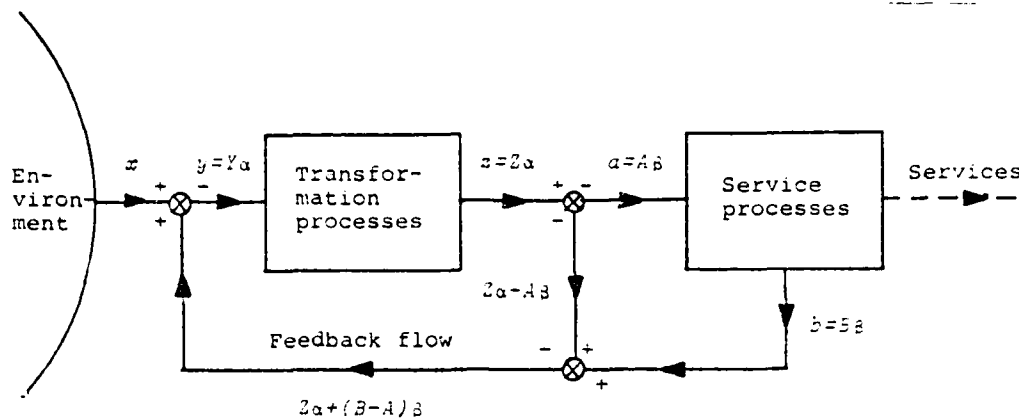 En-
viron-
ment
x
y=Yα
Transfor-
mation
processes
z=Zα
a=Aβ
Service
processes
Services
Zα-Aβ
b=Bβ
Feedback flow
Zα+(B-A)β